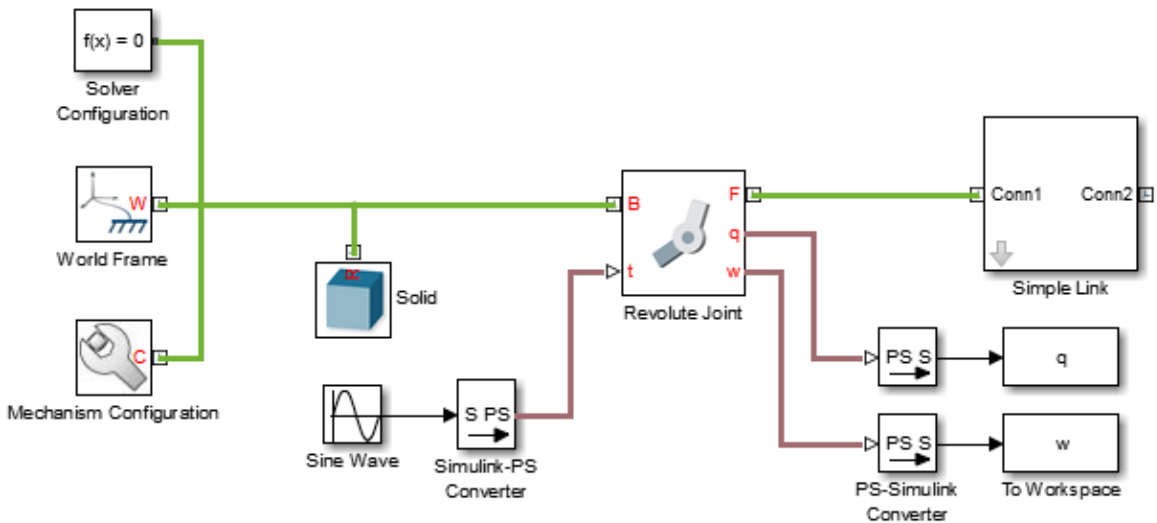 f(x) = 0
Solver
Configuration
W
World Frame
C
Mechanism Configuration
R
Solid
Sine Wave
S PS
Simulink-PS
Converter
B
F
t
q
w
Revolute Joint
Conn1
Conn2
Simple Link
PS S
q
PS S
w
PS-Simulink
Converter
To Workspace